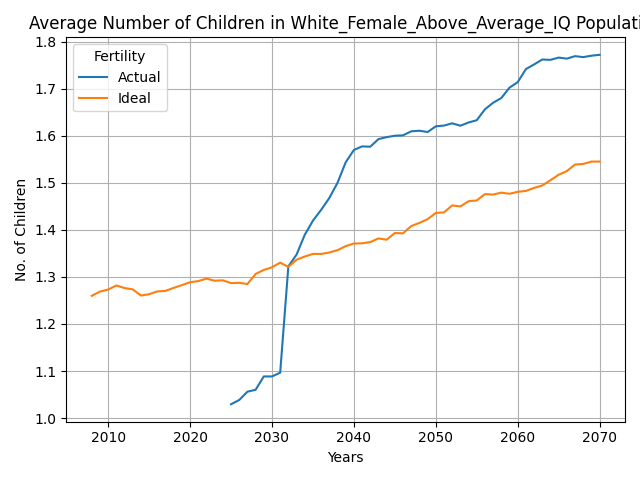 Average Number of Children in White_Female_Above_Average_IQ Populati
Fertility
Actual
Ideal
No. of Children
1.8
1.7
1.6
1.5
1.4
1.3
1.2
1.1
1.0
2010 2020 2030 2040 2050 2060 2070
Years